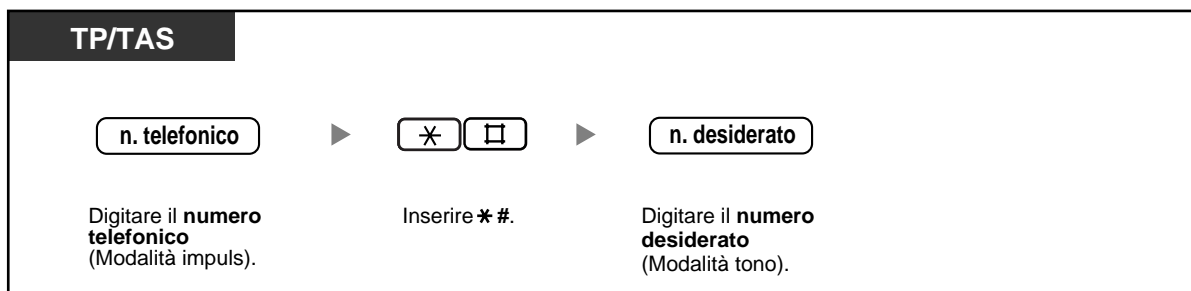 TP/TAS
n. telefonico
n. desiderato
Digitare il numero
telefonico
(Modalità impuls).
Inserire * #.
Digitare il numero
desiderato
(Modalità tono).